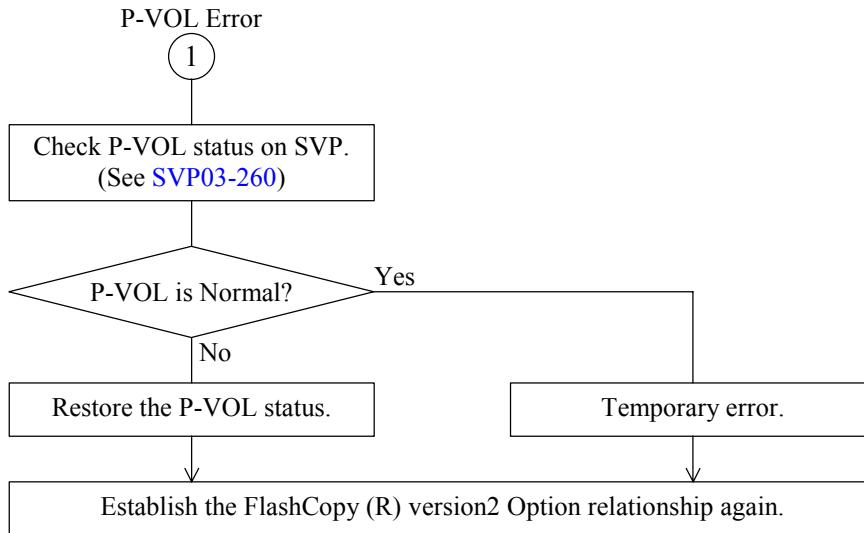 P-VOL Error
1
Check P-VOL status on SVP.
(See SVP03-260)
P-VOL is Normal?
Yes
No
Restore the P-VOL status.
Temporary error.
Establish the FlashCopy (R) version2 Option relationship again.